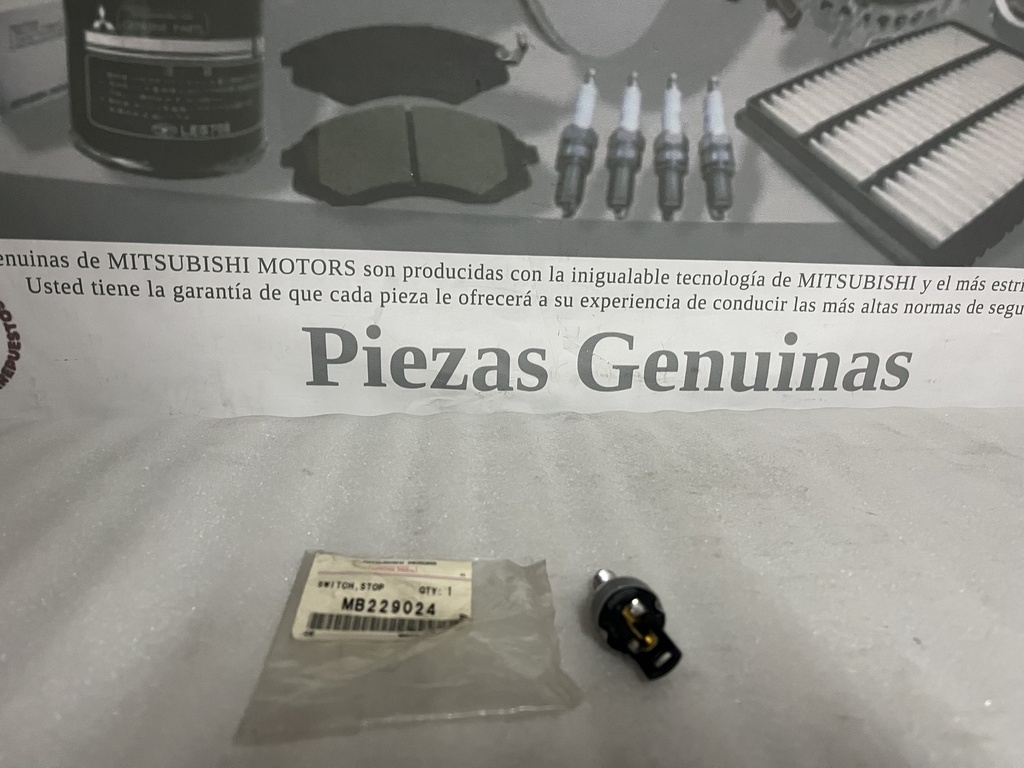 enuinas de MITSUBISHI MOTORS son producidas con la inigualable tecnología de MITSUBISHI y el más estri
Usted tiene la garantía de que cada pieza le ofrecerá a su experiencia de conducir las más altas normas de segu
Piezas Genuinas
SWITCH, STOP QTY: 1
MB229024